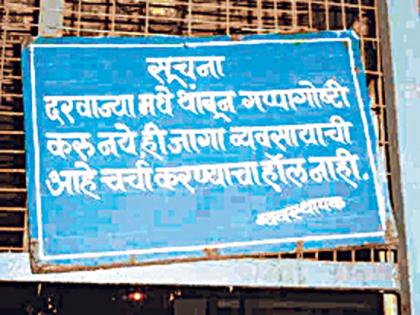 सूचना
दरवाज्या मधे थांबून गप्पागोष्टी
करु नये ही जागा व्यवसायाची
आहे चर्चा करण्याचा हॉल नाही.
व्यवस्थापक